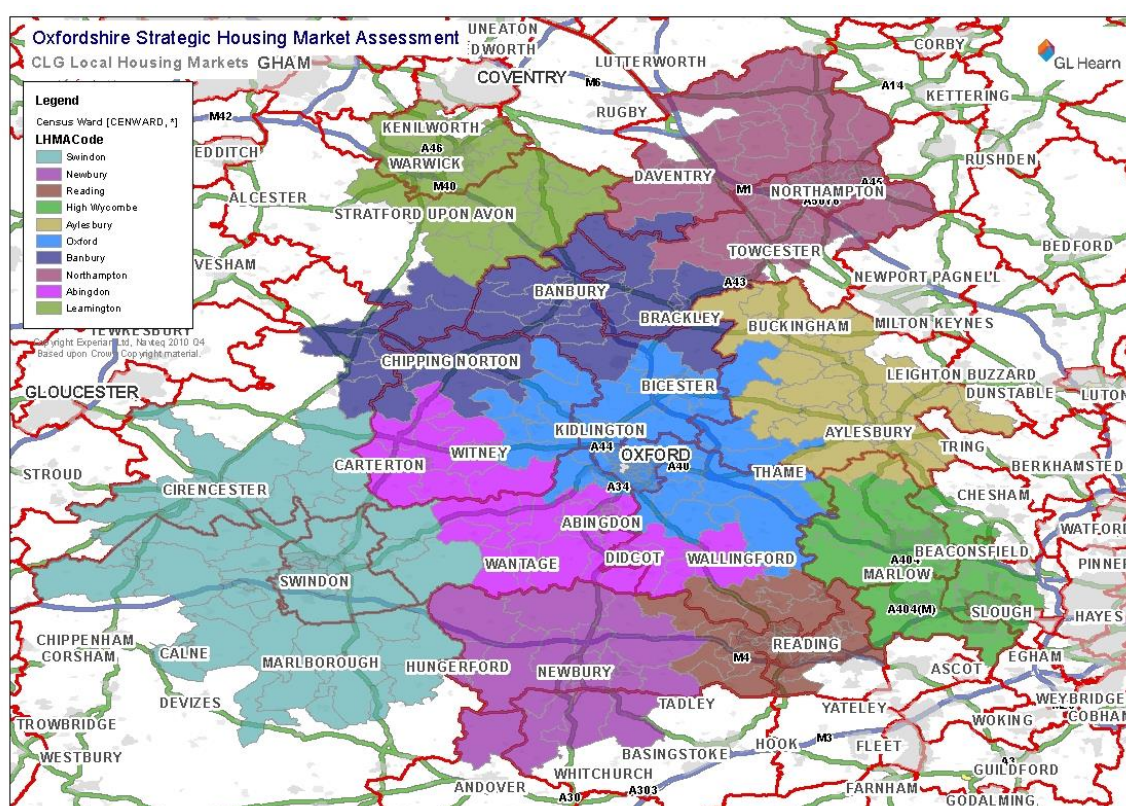 Oxfordshire Strategic Housing Market Assessment
CLG Local Housing Markets
GHAM
GL Hearn
Legend
Census Ward [CENWARD, *]
LHMACode
Swindon
Newbury
Reading
High Wycombe
Aylesbury
Oxford
Banbury
Northampton
Abingdon
Leamington
Copyright Experian Ltd, Navteq 2010 Q4
Based upon Crown Copyright material.
UNEATON
DWORTH
LUTTERWORTH
CORBY
COVENTRY
M6
A14
KETTERING
RUGBY
M42
KENILWORTH
EDDITCH
A46
WARWICK
RUSHDEN
DAVENTRY
M40
M1
A45
NORTHAMPTON
ALCESTER
STRATFORD UPON AVON
TOWCESTER
BEDFORD
VESHAM
NEWPORT PAGNELL
A43
BANBURY
BRACKLEY
BUCKINGHAM
MILTON KEYNES
TEWKESBURY
CHIPPING NORTON
LEIGHTON BUZZARD
BICESTER
DUNSTABLE
LUTON
GLOUCESTER
KIDLINGTON
AYLESBURY
A44
TRING
WITNEY
OXFORD
CARTERTON
A40
THAME
BERKHAMSTED
STROUD
A34
CIRENCESTER
CHESHAM
ABINGDON
WATFORD
BEACONSFIELD
A404
WANTAGE
DIDCOT
WALLINGFORD
PINNER
MARLOW
SWINDON
A404(M)
SLOUGH
HAYES
CHIPPENHAM
READING
CORSHAM
CALNE
M4
EGHAM
MARLBOROUGH
HUNGERFORD
NEWBURY
ASCOT
DEVIZES
TADLEY
YATELEY
WEYBRIDGE
COBHAM
TROWBRIDGE
WOKING
M3
HOOK
FLEET
BASINGSTOKE
WESTBURY
A3
WHITCHURCH
GUILDFORD
ANDOVER
A303
FARNHAM
A30
GODALMING